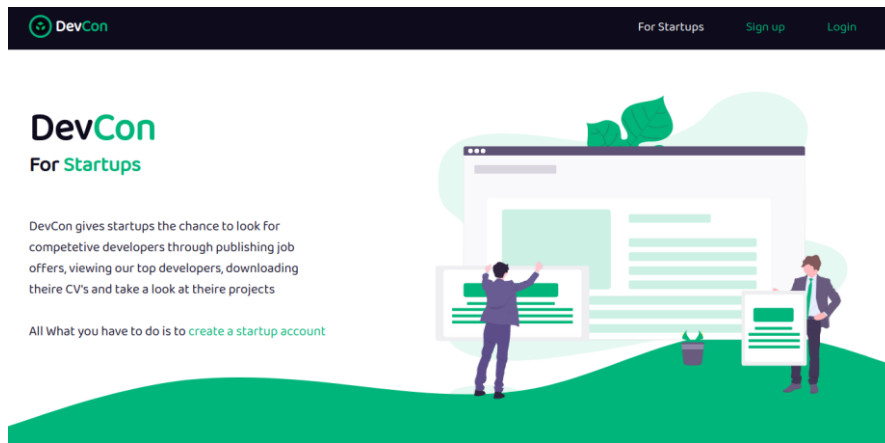 DevCon
For Startups
Sign up
Login
DevCon
For Startups
DevCon gives startups the chance to look for
competetive developers through publishing job
offers, viewing our top developers, downloading
theire CV's and take a look at theire projects
All What you have to do is to create a startup account